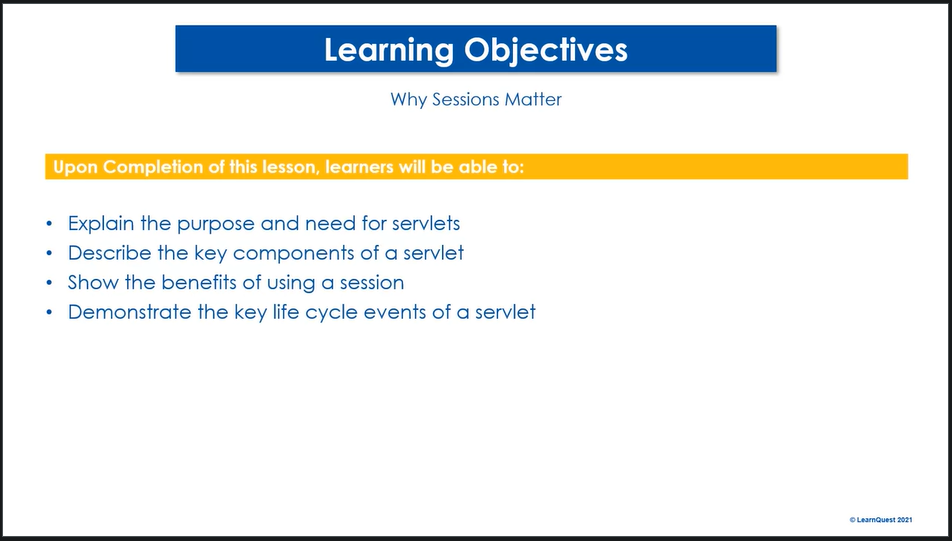 Learning Objectives
Why Sessions Matter
Upon Completion of this lesson, learners will be able to:
• Explain the purpose and need for servlets
• Describe the key components of a servlet
• Show the benefits of using a session
• Demonstrate the key life cycle events of a servlet
© LearnQuest 2021